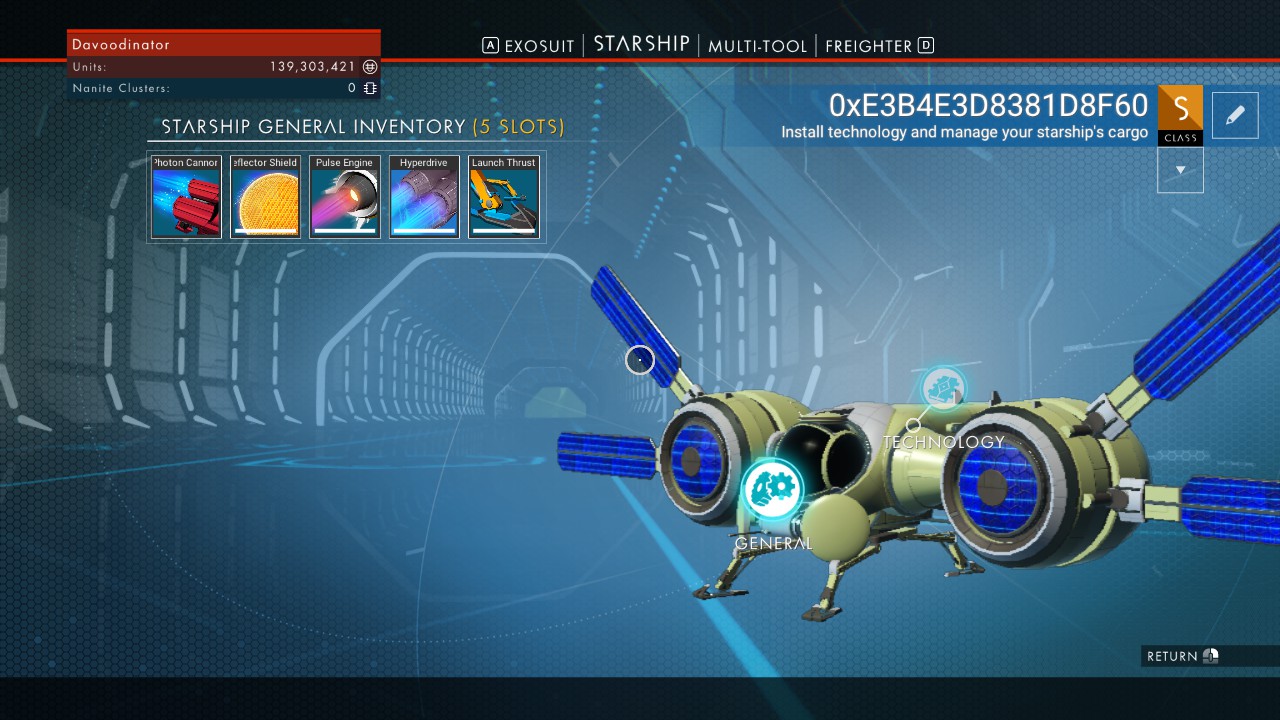 Davoodinator
Units: 139,303,421
Nanite Clusters: 0
A EXOSUIT STARSHIP MULTI-TOOL FREIGHTER D
0xE3B4E3D8381D8F60
Install technology and manage your starship's cargo
S
CLASS
STARSHIP GENERAL INVENTORY (5 SLOTS)
Photon Cannon eflector Shield Pulse Engine Hyperdrive Launch Thrust
TECHNOLOGY
GENERAL
RETURN